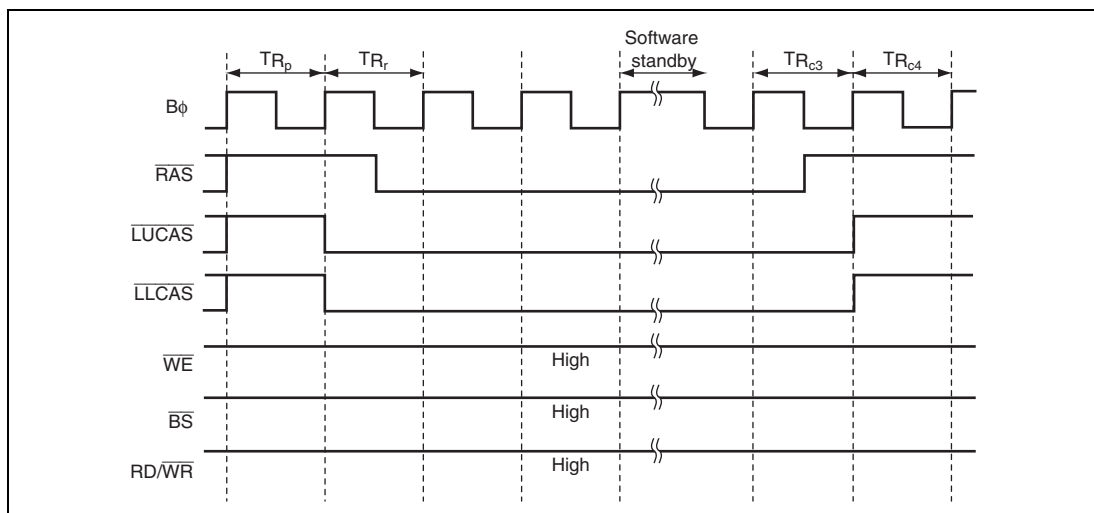 Software
standby
TRp TRr TRc3 TRc4
Bϕ
RAS
LUCAS
LLCAS
WE High
BS High
RD/WR High